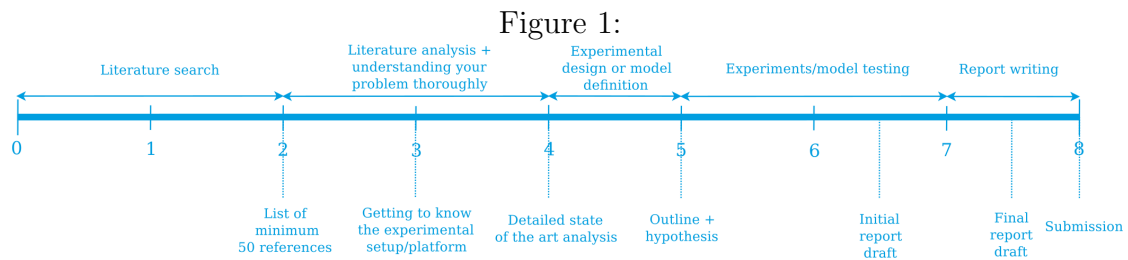 Figure 1:
Literature search
Literature analysis +
understanding your
problem thoroughly
Experimental
design or model
definition
Experiments/model testing
Report writing
0 1 2 3 4 5 6 7 8
List of
minimum
50 references
Getting to know
the experimental
setup/platform
Detailed state
of the art analysis
Outline +
hypothesis
Initial
report
draft
Final
report
draft
Submission